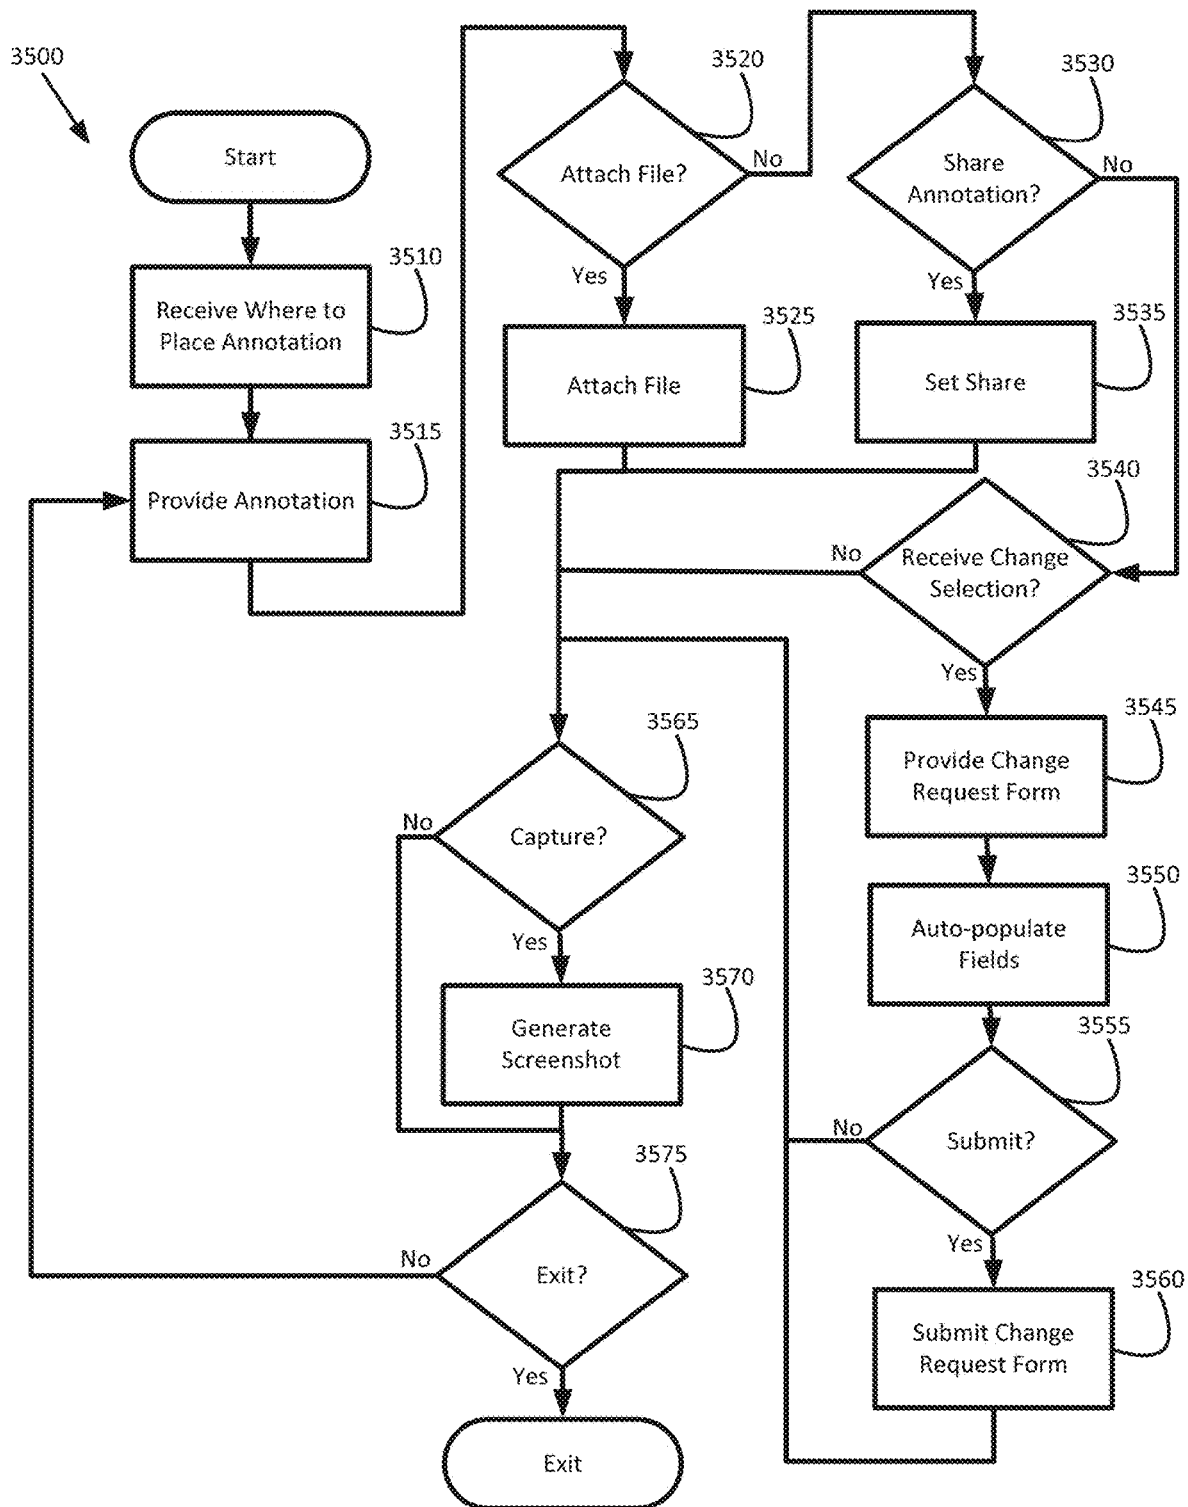 3500
Start
3510
Receive Where to
Place Annotation
3515
Provide Annotation
3520
Attach File?
No
Yes
3525
Attach File
3530
Share
Annotation?
No
Yes
3535
Set Share
3540
No
Receive Change
Selection?
Yes
3545
Provide Change
Request Form
3550
Auto-populate
Fields
3555
No
Submit?
Yes
3560
Submit Change
Request Form
3565
No
Capture?
Yes
3570
Generate
Screenshot
3575
No
Exit?
Yes
Exit